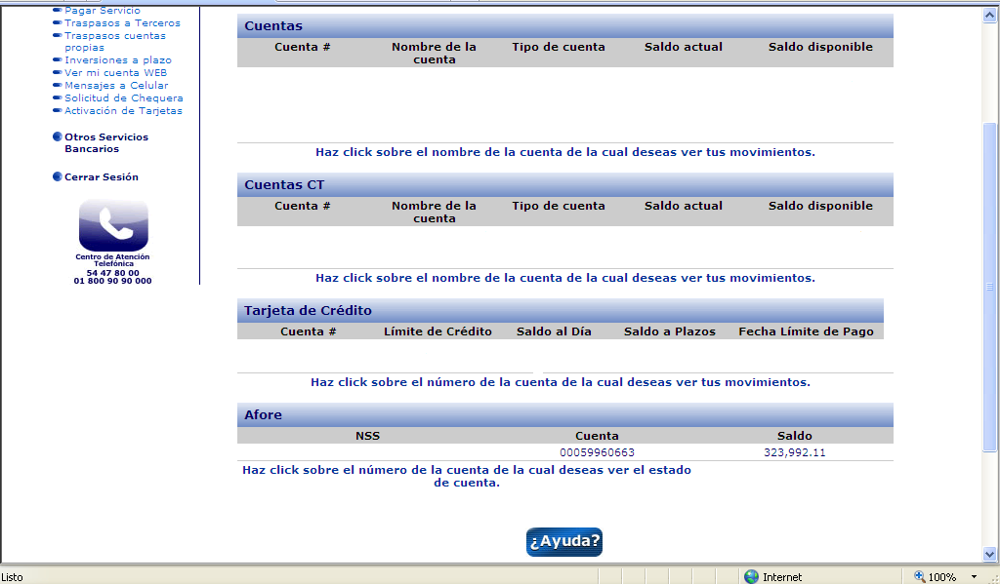 Pagar Servicio
Traspasos a Terceros
Traspasos cuentas
propias
Inversiones a plazo
Ver mi cuenta WEB
Mensajes a Celular
Solicitud de Chequera
Activación de Tarjetas
Otros Servicios
Bancarios
Cerrar Sesión
Centro de Atención
Telefónica
54 47 80 00
01 800 90 90 000
Cuentas
Cuenta # Nombre de la cuenta Tipo de cuenta Saldo actual Saldo disponible
Haz click sobre el nombre de la cuenta de la cual deseas ver tus movimientos.
Cuentas CT
Cuenta # Nombre de la cuenta Tipo de cuenta Saldo actual Saldo disponible
Haz click sobre el nombre de la cuenta de la cual deseas ver tus movimientos.
Tarjeta de Crédito
Cuenta # Límite de Crédito Saldo al Día Saldo a Plazos Fecha Límite de Pago
Haz click sobre el número de la cuenta de la cual deseas ver tus movimientos.
Afore
NSS Cuenta Saldo
00059960663 323,992.11
Haz click sobre el número de la cuenta de la cual deseas ver el estado
de cuenta.
¿Ayuda?
Listo Internet 100%